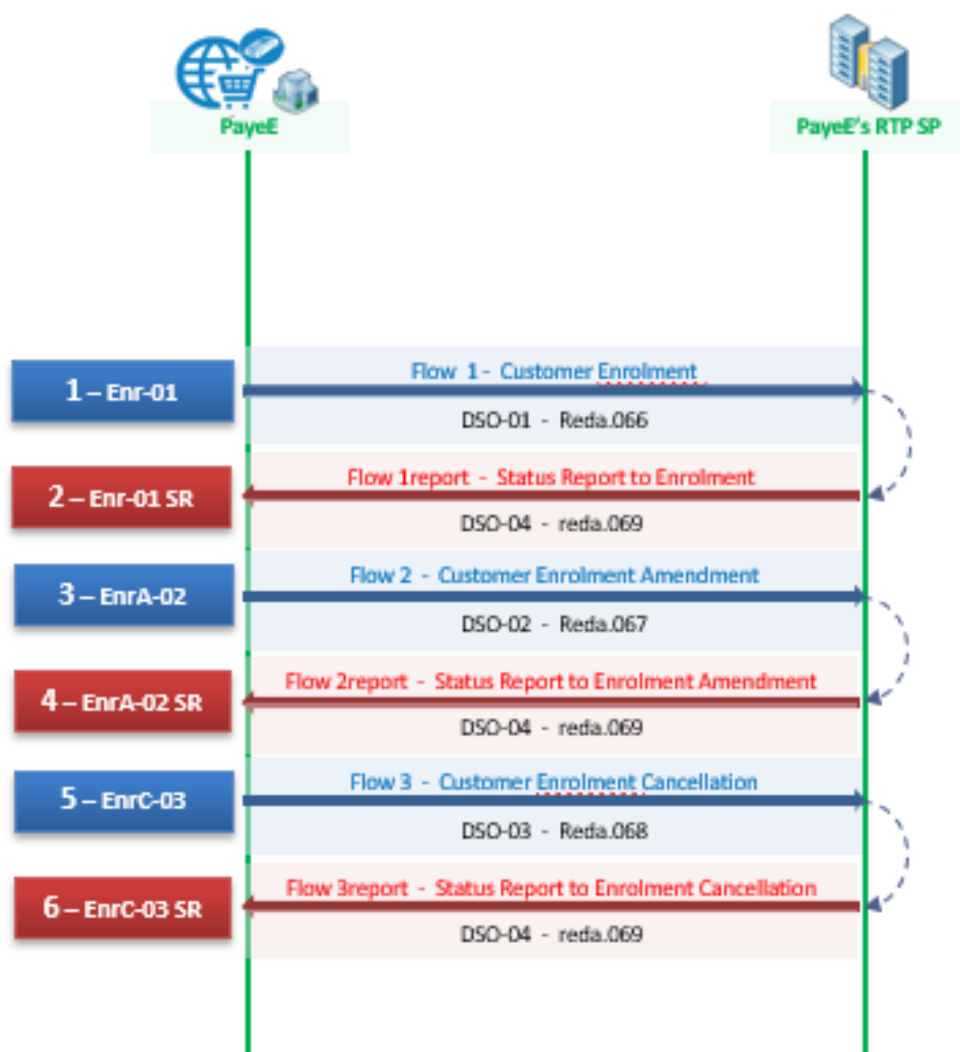 PayeE
PayeE's RTP SP
1 – Enr-01
Flow 1 - Customer Enrolment
DSO-01 - Reda.066
2 – Enr-01 SR
Flow 1report - Status Report to Enrolment
DSO-04 - reda.069
3 – EnrA-02
Flow 2 - Customer Enrolment Amendment
DSO-02 - Reda.067
4 – EnrA-02 SR
Flow 2report - Status Report to Enrolment Amendment
DSO-04 - reda.069
5 – EnrC-03
Flow 3 - Customer Enrolment Cancellation
DSO-03 - Reda.068
6 – EnrC-03 SR
Flow 3report - Status Report to Enrolment Cancellation
DSO-04 - reda.069